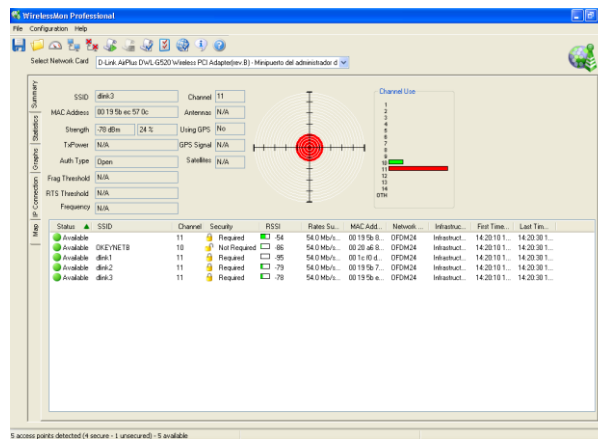 WirelessMon Professional
File Configuration Help
Select Network Card D-Link AirPlus DWL-G520 Wireless PCI Adapter(rev.B) - Minipuerto del administrador d
Summary
Statistics
Graphs
IP Connection
Map
SSID dlink3 Channel 11
MAC Address 00 19 5b ec 57 0c Antennas N/A
Strength -78 dBm 24 % Using GPS No
TxPower N/A GPS Signal N/A
Auth Type Open Satellites N/A
Frag Threshold N/A
RTS Threshold N/A
Frequency N/A
Channel Use
1
2
3
4
5
6
7
8
9
10
11
12
13
14
OTH
Status SSID Channel Security RSSI Rates Su... MAC Add... Network ... Infrastruc... First Time... Last Tim...
Available 11 Required -54 54.0 Mb/s... 00 19 5b 8... OFDM24 Infrastruct... 14:20:10 1... 14:20:30 1...
Available OKEYNETB 10 Not Required -86 54.0 Mb/s... 00 20 a6 8... OFDM24 Infrastruct... 14:20:10 1... 14:20:30 1...
Available dlink1 11 Required -95 54.0 Mb/s... 00 1c f0 d... OFDM24 Infrastruct... 14:20:10 1... 14:20:30 1...
Available dlink2 11 Required -79 54.0 Mb/s... 00 19 5b 7... OFDM24 Infrastruct... 14:20:10 1... 14:20:30 1...
Available dlink3 11 Required -78 54.0 Mb/s... 00 19 5b e... OFDM24 Infrastruct... 14:20:10 1... 14:20:30 1...
5 access points detected (4 secure - 1 unsecured) - 5 available